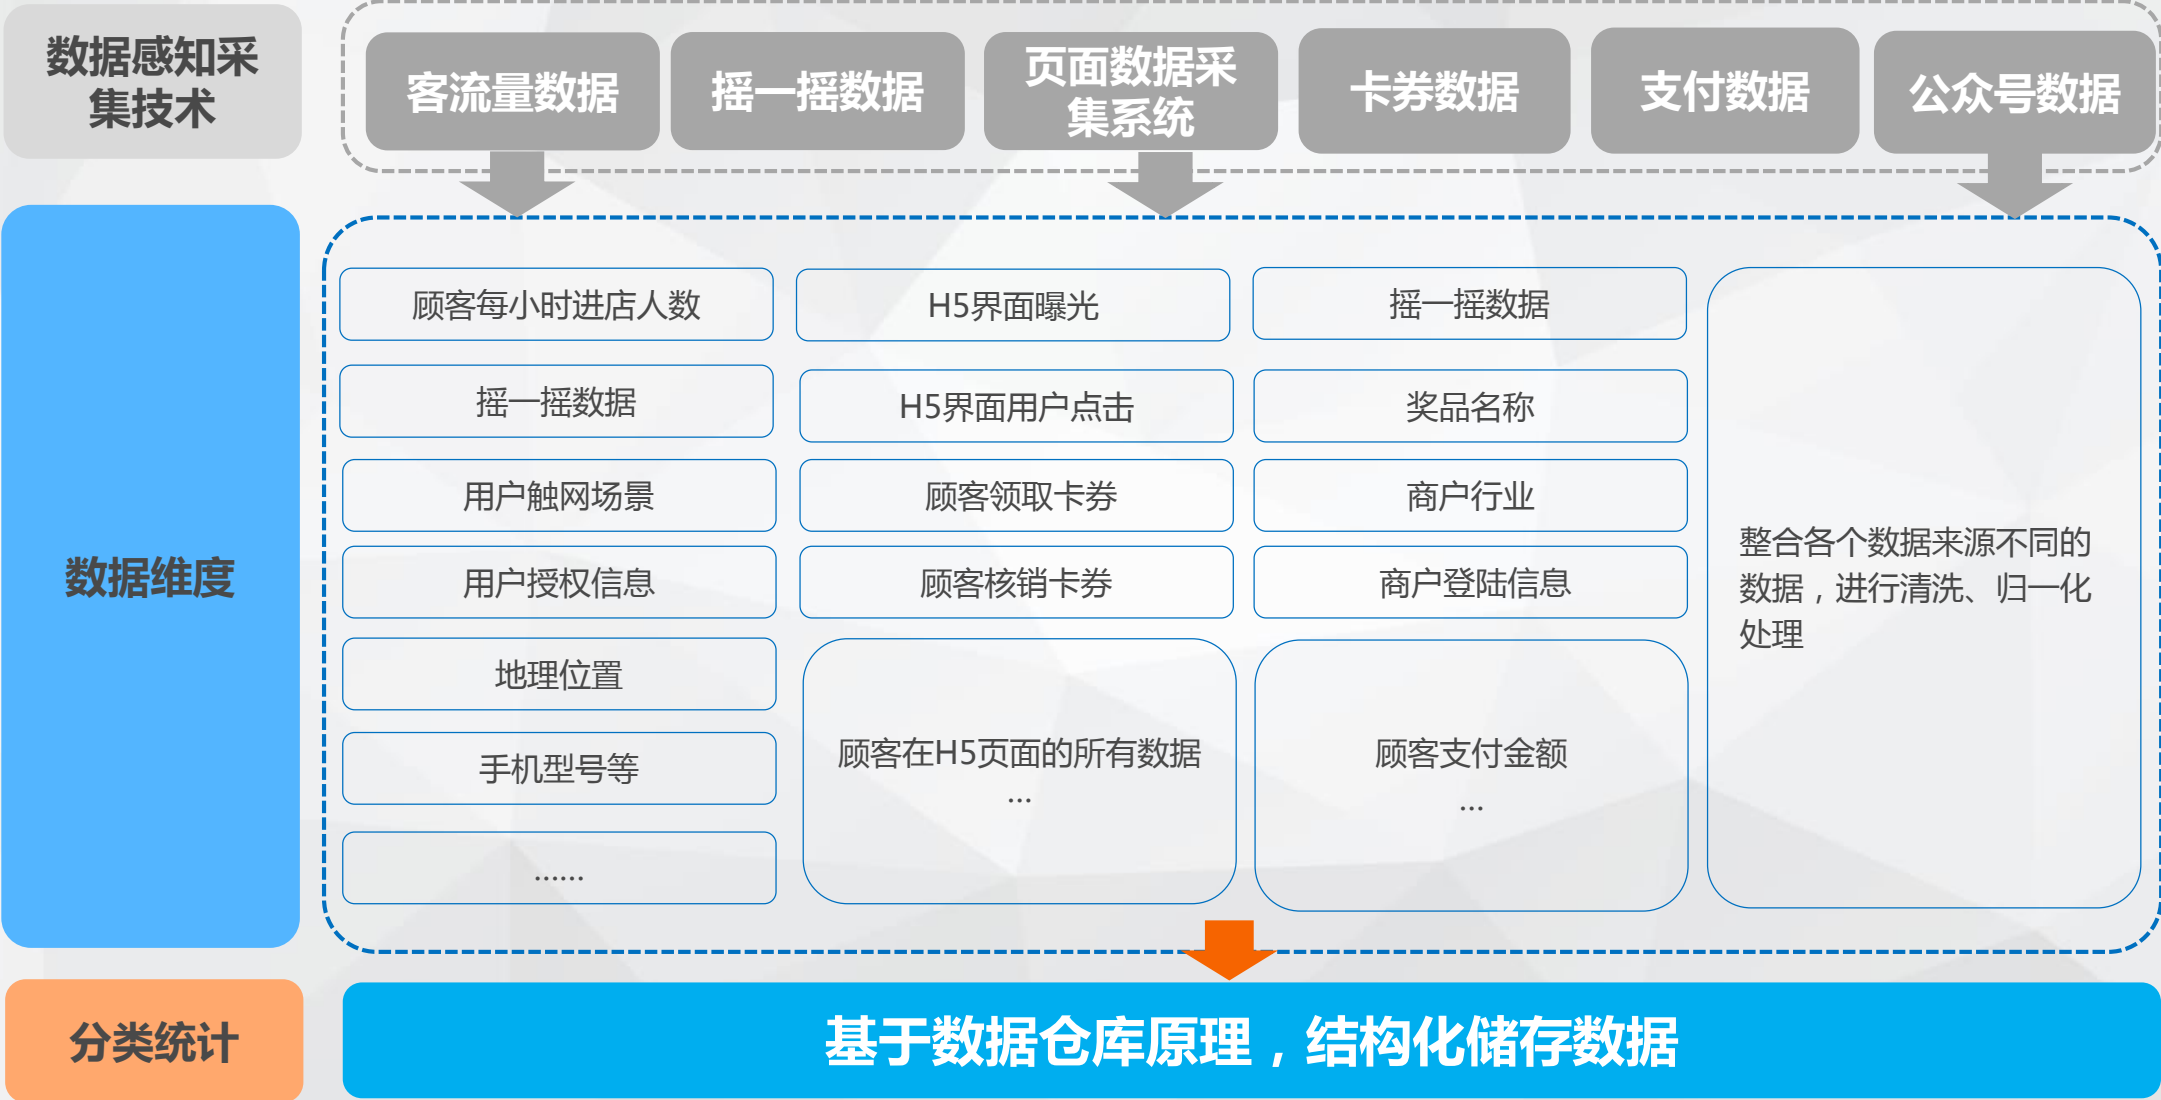 数据感知采
集技术
客流量数据
摇一摇数据
页面数据采
集系统
卡券数据
支付数据
公众号数据
数据维度
顾客每小时进店人数
摇一摇数据
用户触网场景
用户授权信息
地理位置
手机型号等
……
H5界面曝光
H5界面用户点击
顾客领取卡券
顾客核销卡券
顾客在H5页面的所有数据
…
摇一摇数据
奖品名称
商户行业
商户登陆信息
顾客支付金额
…
整合各个数据来源不同的
数据，进行清洗、归一化
处理
分类统计
基于数据仓库原理，结构化储存数据